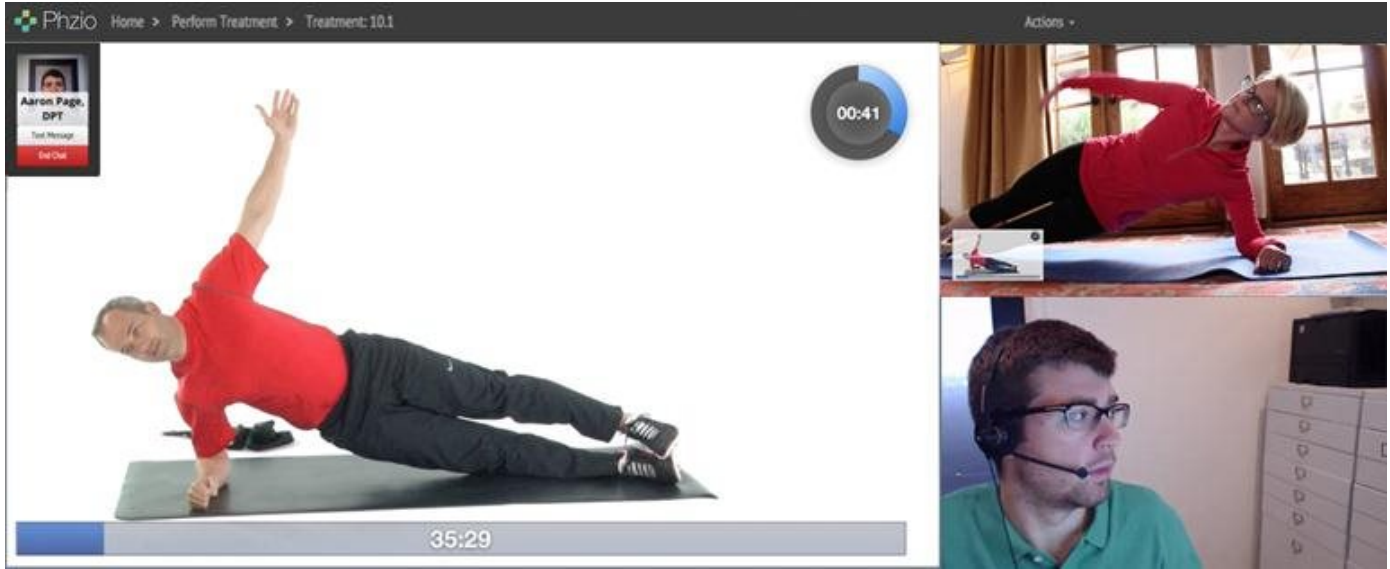 Phzio Home > Perform Treatment > Treatment: 10.1 Actions
Aaron Page,
DPT
Text Message
End Chat
00:41
35:29